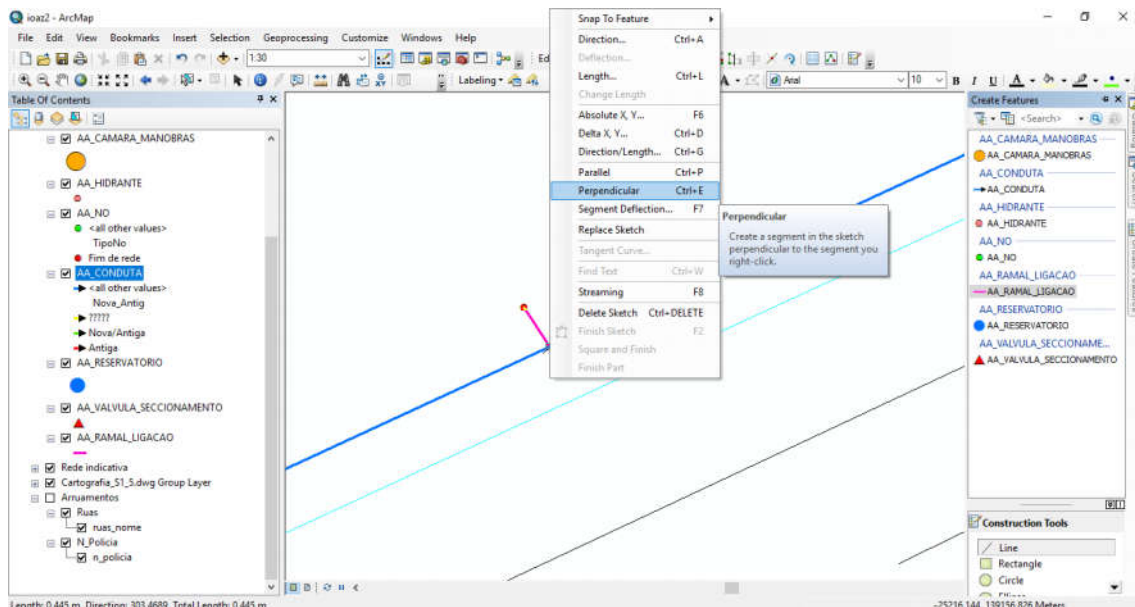 ioaz2 - ArcMap
File Edit View Bookmarks Insert Selection Geoprocessing Customize Windows Help
1:30
Labeling
Arial
10
B I U A
Table Of Contents
AA_CAMARA_MANOBRAS
AA_HIDRANTE
AA_NO
<all other values>
TipoNo
Fim de rede
AA_CONDUTA
<all other values>
Nova_Antig
?????
Nova/Antiga
Antiga
AA_RESERVATORIO
AA_VALVULA_SECCIONAMENTO
AA_RAMAL_LIGACAO
Rede indicativa
Cartografia_S1_5.dwg Group Layer
Arruamentos
Ruas
ruas_nome
N_Policia
n_policia
Snap To Feature
Direction... Ctrl+A
Deflection...
Length... Ctrl+L
Change Length
Absolute X, Y... F6
Delta X, Y... Ctrl+D
Direction/Length... Ctrl+G
Parallel Ctrl+P
Perpendicular Ctrl+E
Segment Deflection... F7
Replace Sketch
Tangent Curve...
Find Text Ctrl+W
Streaming F8
Delete Sketch Ctrl+DELETE
Finish Sketch F2
Square and Finish
Finish Part
Perpendicular
Create a segment in the sketch
perpendicular to the segment you
right-click.
Create Features
<Search>
AA_CAMARA_MANOBRAS
AA_CAMARA_MANOBRAS
AA_CONDUTA
AA_CONDUTA
AA_HIDRANTE
AA_HIDRANTE
AA_NO
AA_NO
AA_RAMAL_LIGACAO
AA_RAMAL_LIGACAO
AA_RESERVATORIO
AA_RESERVATORIO
AA_VALVULA_SECCIONAME...
AA_VALVULA_SECCIONAMENTO
Construction Tools
Line
Rectangle
Circle
Length: 0.445 m, Direction: 303.4689, Total Length: 0.445 m
-25216.144 139156.826 Meters